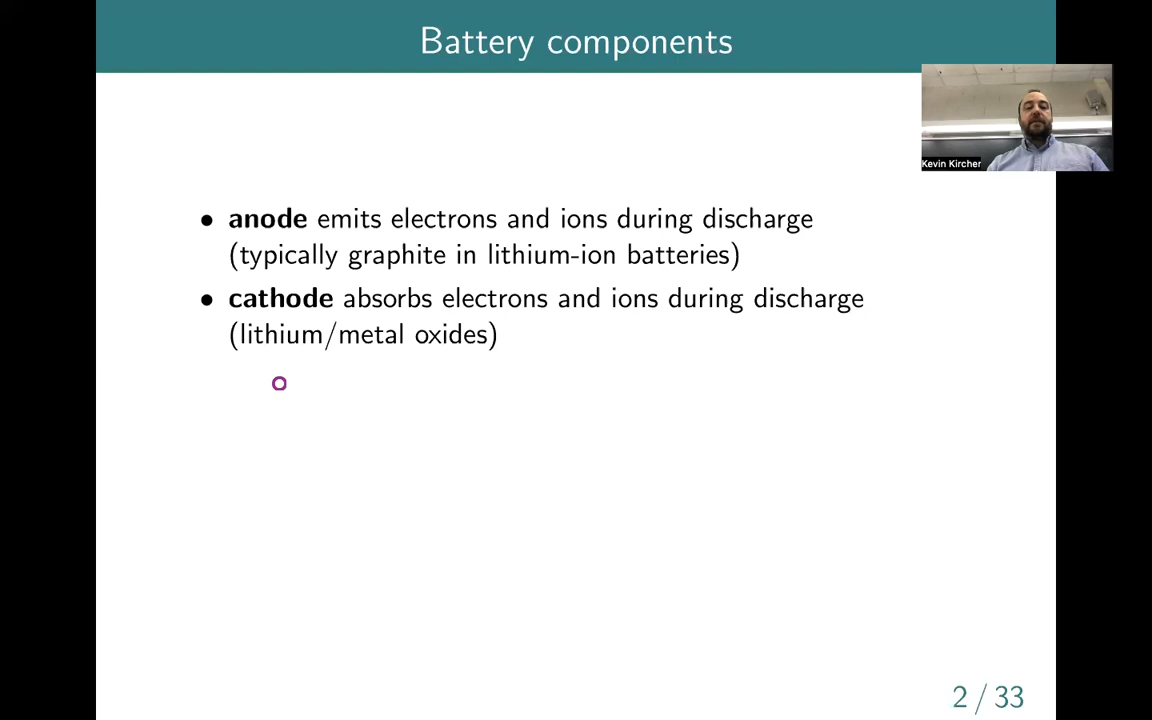 Battery components
Kevin Kircher
• anode emits electrons and ions during discharge
(typically graphite in lithium-ion batteries)
• cathode absorbs electrons and ions during discharge
(lithium/metal oxides)
2 / 33